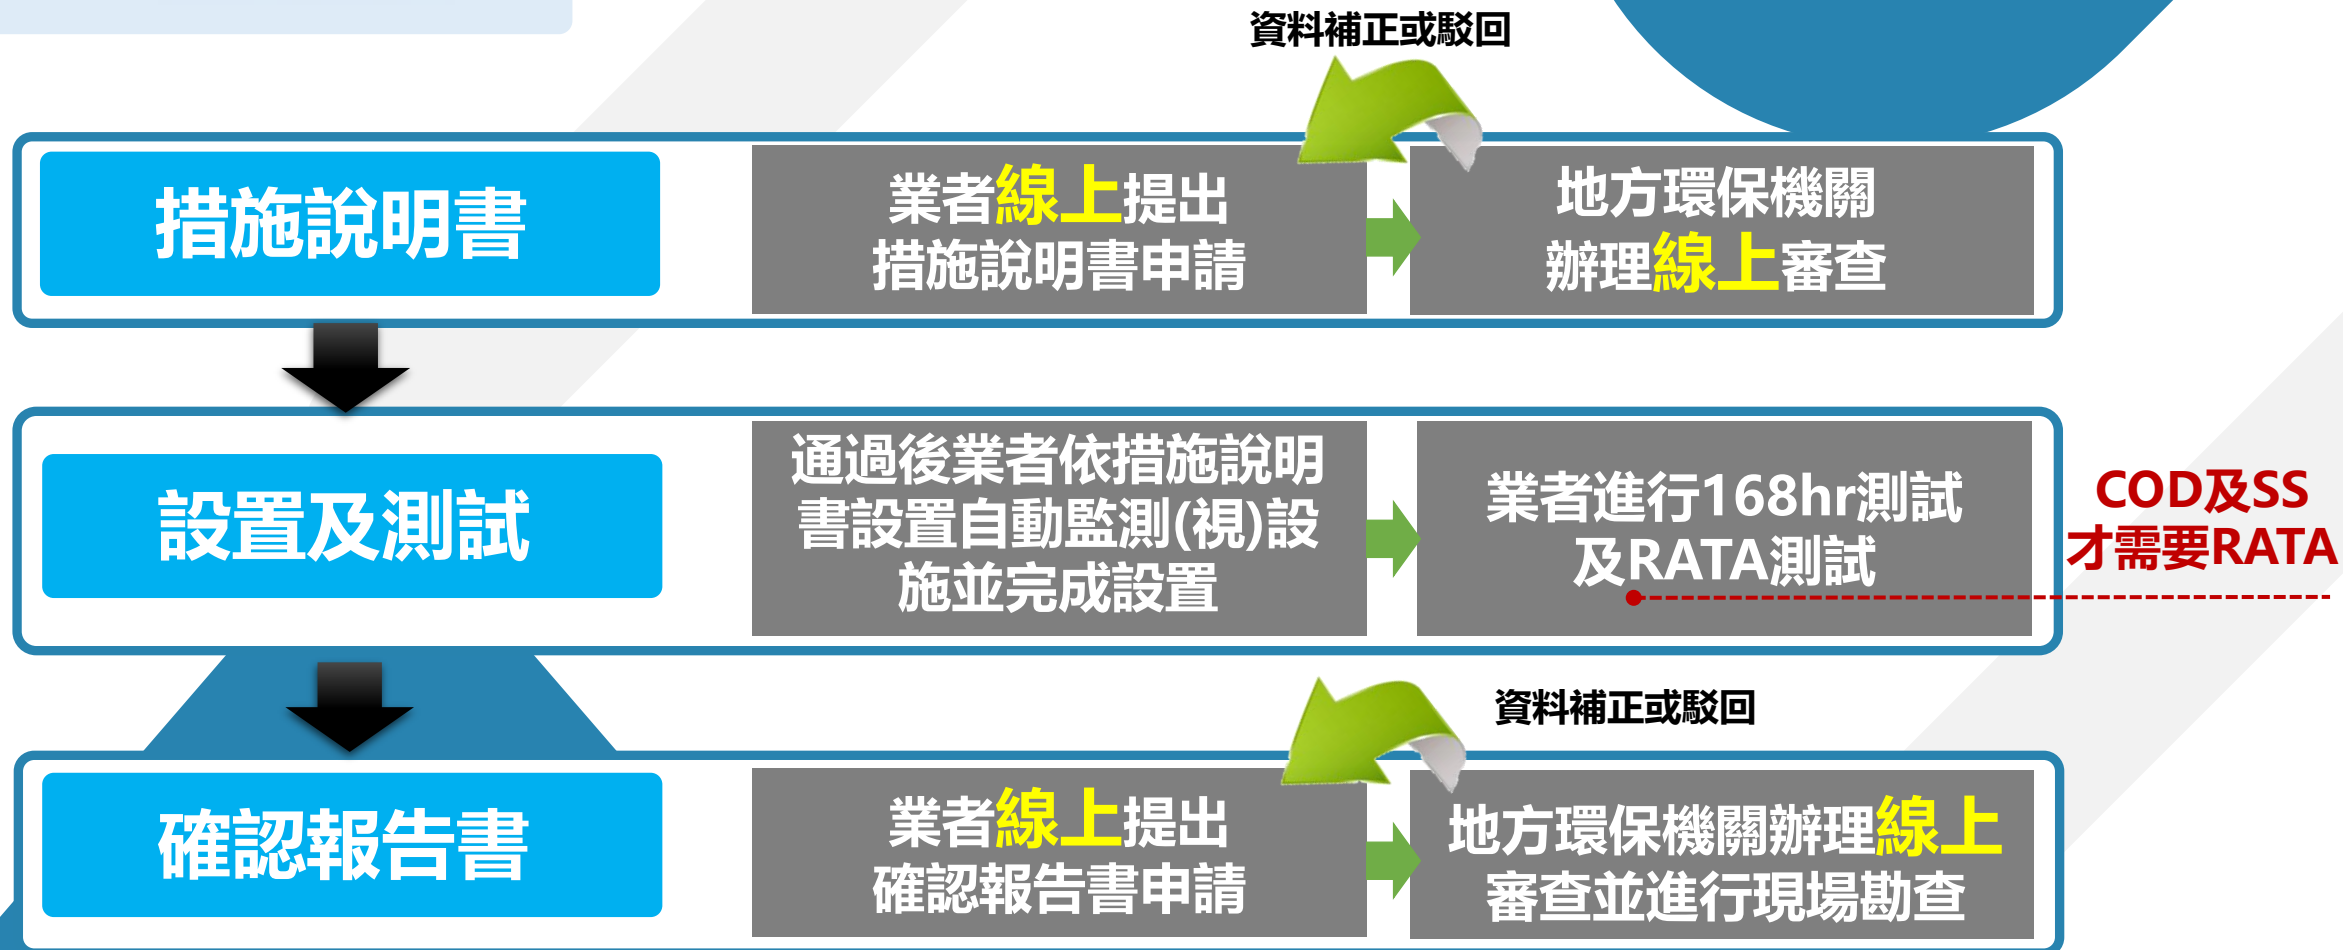 資料補正或駁回
措施說明書
業者線上提出
措施說明書申請
地方環保機關
辦理線上審查
設置及測試
通過後業者依措施說明
書設置自動監測(視)設
施並完成設置
業者進行168hr測試
及RATA測試
COD及SS
才需要RATA
資料補正或駁回
確認報告書
業者線上提出
確認報告書申請
地方環保機關辦理線上
審查並進行現場勘查